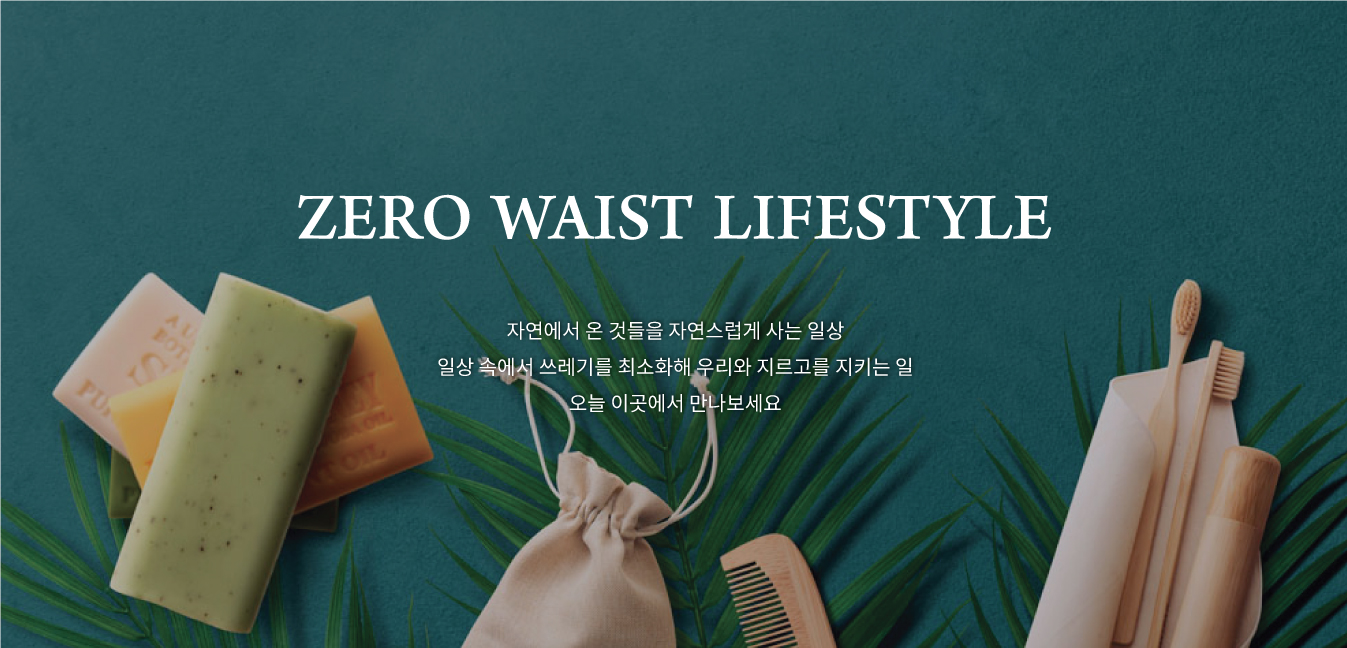 ZERO WAIST LIFESTYLE
자연에서 온 것들을 자연스럽게 사는 일상
일상 속에서 쓰레기를 최소화해 우리와 지르고를 지키는 일
오늘 이곳에서 만나보세요